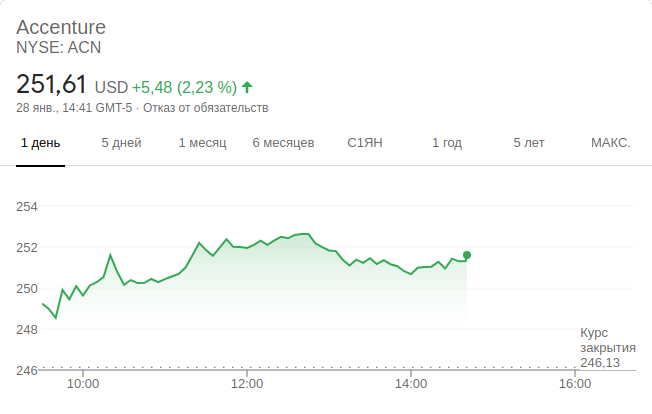 Accenture
NYSE: ACN
251,61 USD +5,48 (2,23 %)
28 янв., 14:41 GMT-5 · Отказ от обязательств
1 день 5 дней 1 месяц 6 месяцев С1ЯН 1 год 5 лет МАКС.
254
252
250
248
Курс
закрытия
246,13
246
10:00 12:00 14:00 16:00